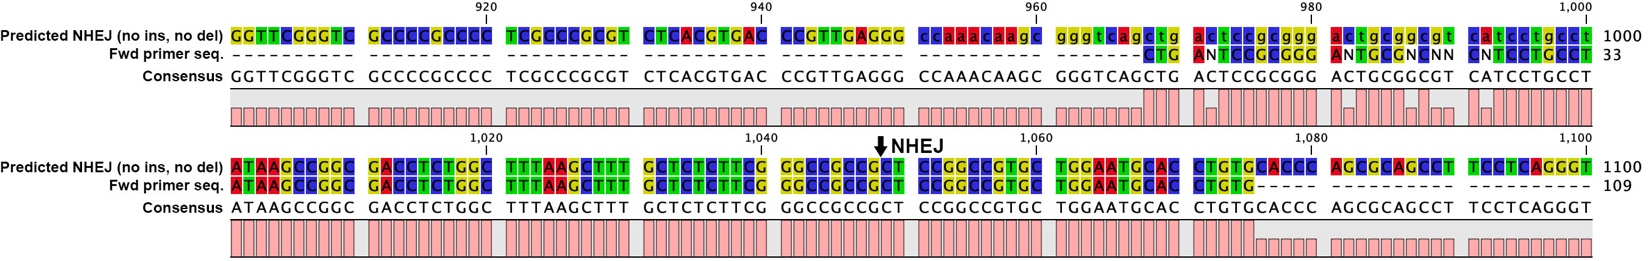 920 940 960 980 1,000
Predicted NHEJ (no ins, no del) GGTTCGGGTC GCCCCGCCCC TCGCCCGCGT CTCACGTGAC CCGTTGAGGG ccaaacaagc gggtcagctg actccgcggg actgcggcgt catcctgcct 1000
Fwd primer seq. ---------- ---------- ---------- ---------- ---------- ---------- -------CTG ANTCCGCGGG ANTGCGNCNN CNTCCTGCCT 33
Consensus GGTTCGGGTC GCCCCGCCCC TCGCCCGCGT CTCACGTGAC CCGTTGAGGG CCAAACAAGC GGGTCAGCTG ACTCCGCGGG ACTGCGGCGT CATCCTGCCT
1,020 1,040 NHEJ 1,060 1,080 1,100
Predicted NHEJ (no ins, no del) ATAAGCCGGC GACCTCTGGC TTTAAGCTTT GCTCTCTTCG GGCCGCCGCT CCGGCCGTGC TGGAATGCAC CTGTGCACCC AGCGCAGCCT TCCTCAGGGT 1100
Fwd primer seq. ATAAGCCGGC GACCTCTGGC TTTAAGCTTT GCTCTCTTCG GGCCGCCGCT CCGGCCGTGC TGGAATGCAC CTGTG----- ---------- ---------- 109
Consensus ATAAGCCGGC GACCTCTGGC TTTAAGCTTT GCTCTCTTCG GGCCGCCGCT CCGGCCGTGC TGGAATGCAC CTGTGCACCC AGCGCAGCCT TCCTCAGGGT